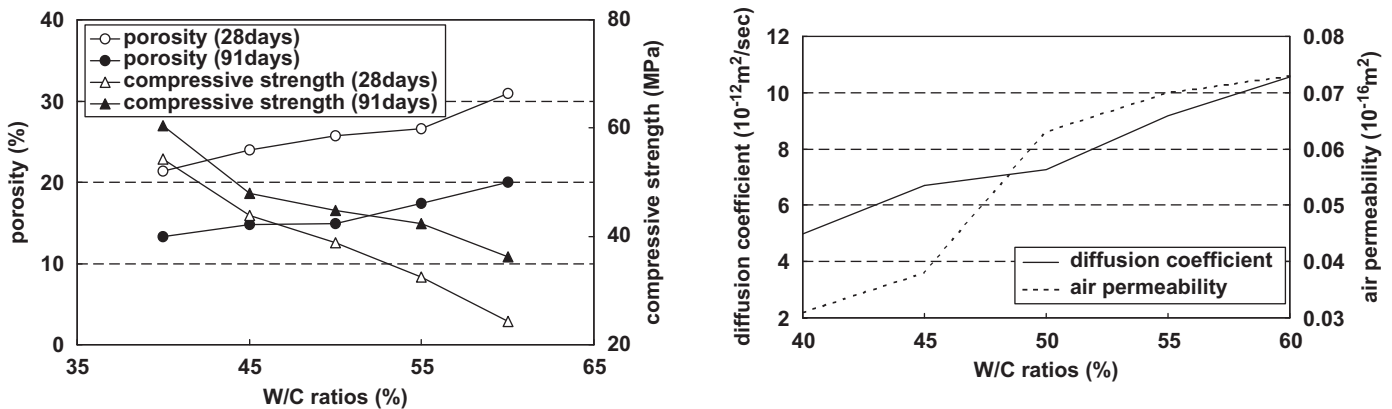 40
30
20
10
0
porosity (%)
porosity (28days)
porosity (91days)
compressive strength (28days)
compressive strength (91days)
80
60
40
20
compressive strength (MPa)
35
45
55
65
W/C ratios (%)
12
10
8
6
4
2
diffusion coefficient (10⁻¹²m²/sec)
diffusion coefficient
air permeability
0.08
0.07
0.06
0.05
0.04
0.03
air permeability (10⁻¹⁶m²)
40
45
50
55
60
W/C ratios (%)